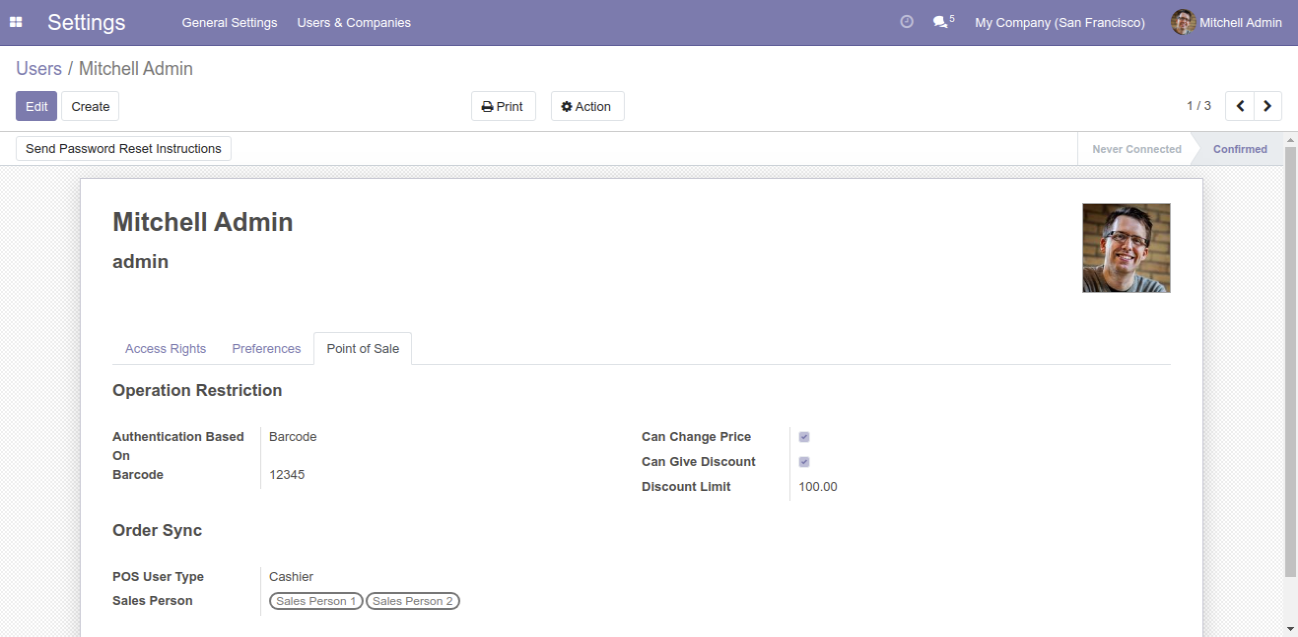 Settings General Settings Users & Companies 5 My Company (San Francisco) Mitchell Admin
Users / Mitchell Admin
Edit Create Print Action 1 / 3
Send Password Reset Instructions Never Connected Confirmed
Mitchell Admin
admin
Access Rights Preferences Point of Sale
Operation Restriction
Authentication Based On Barcode
Barcode 12345
Can Change Price
Can Give Discount
Discount Limit 100.00
Order Sync
POS User Type Cashier
Sales Person Sales Person 1 Sales Person 2